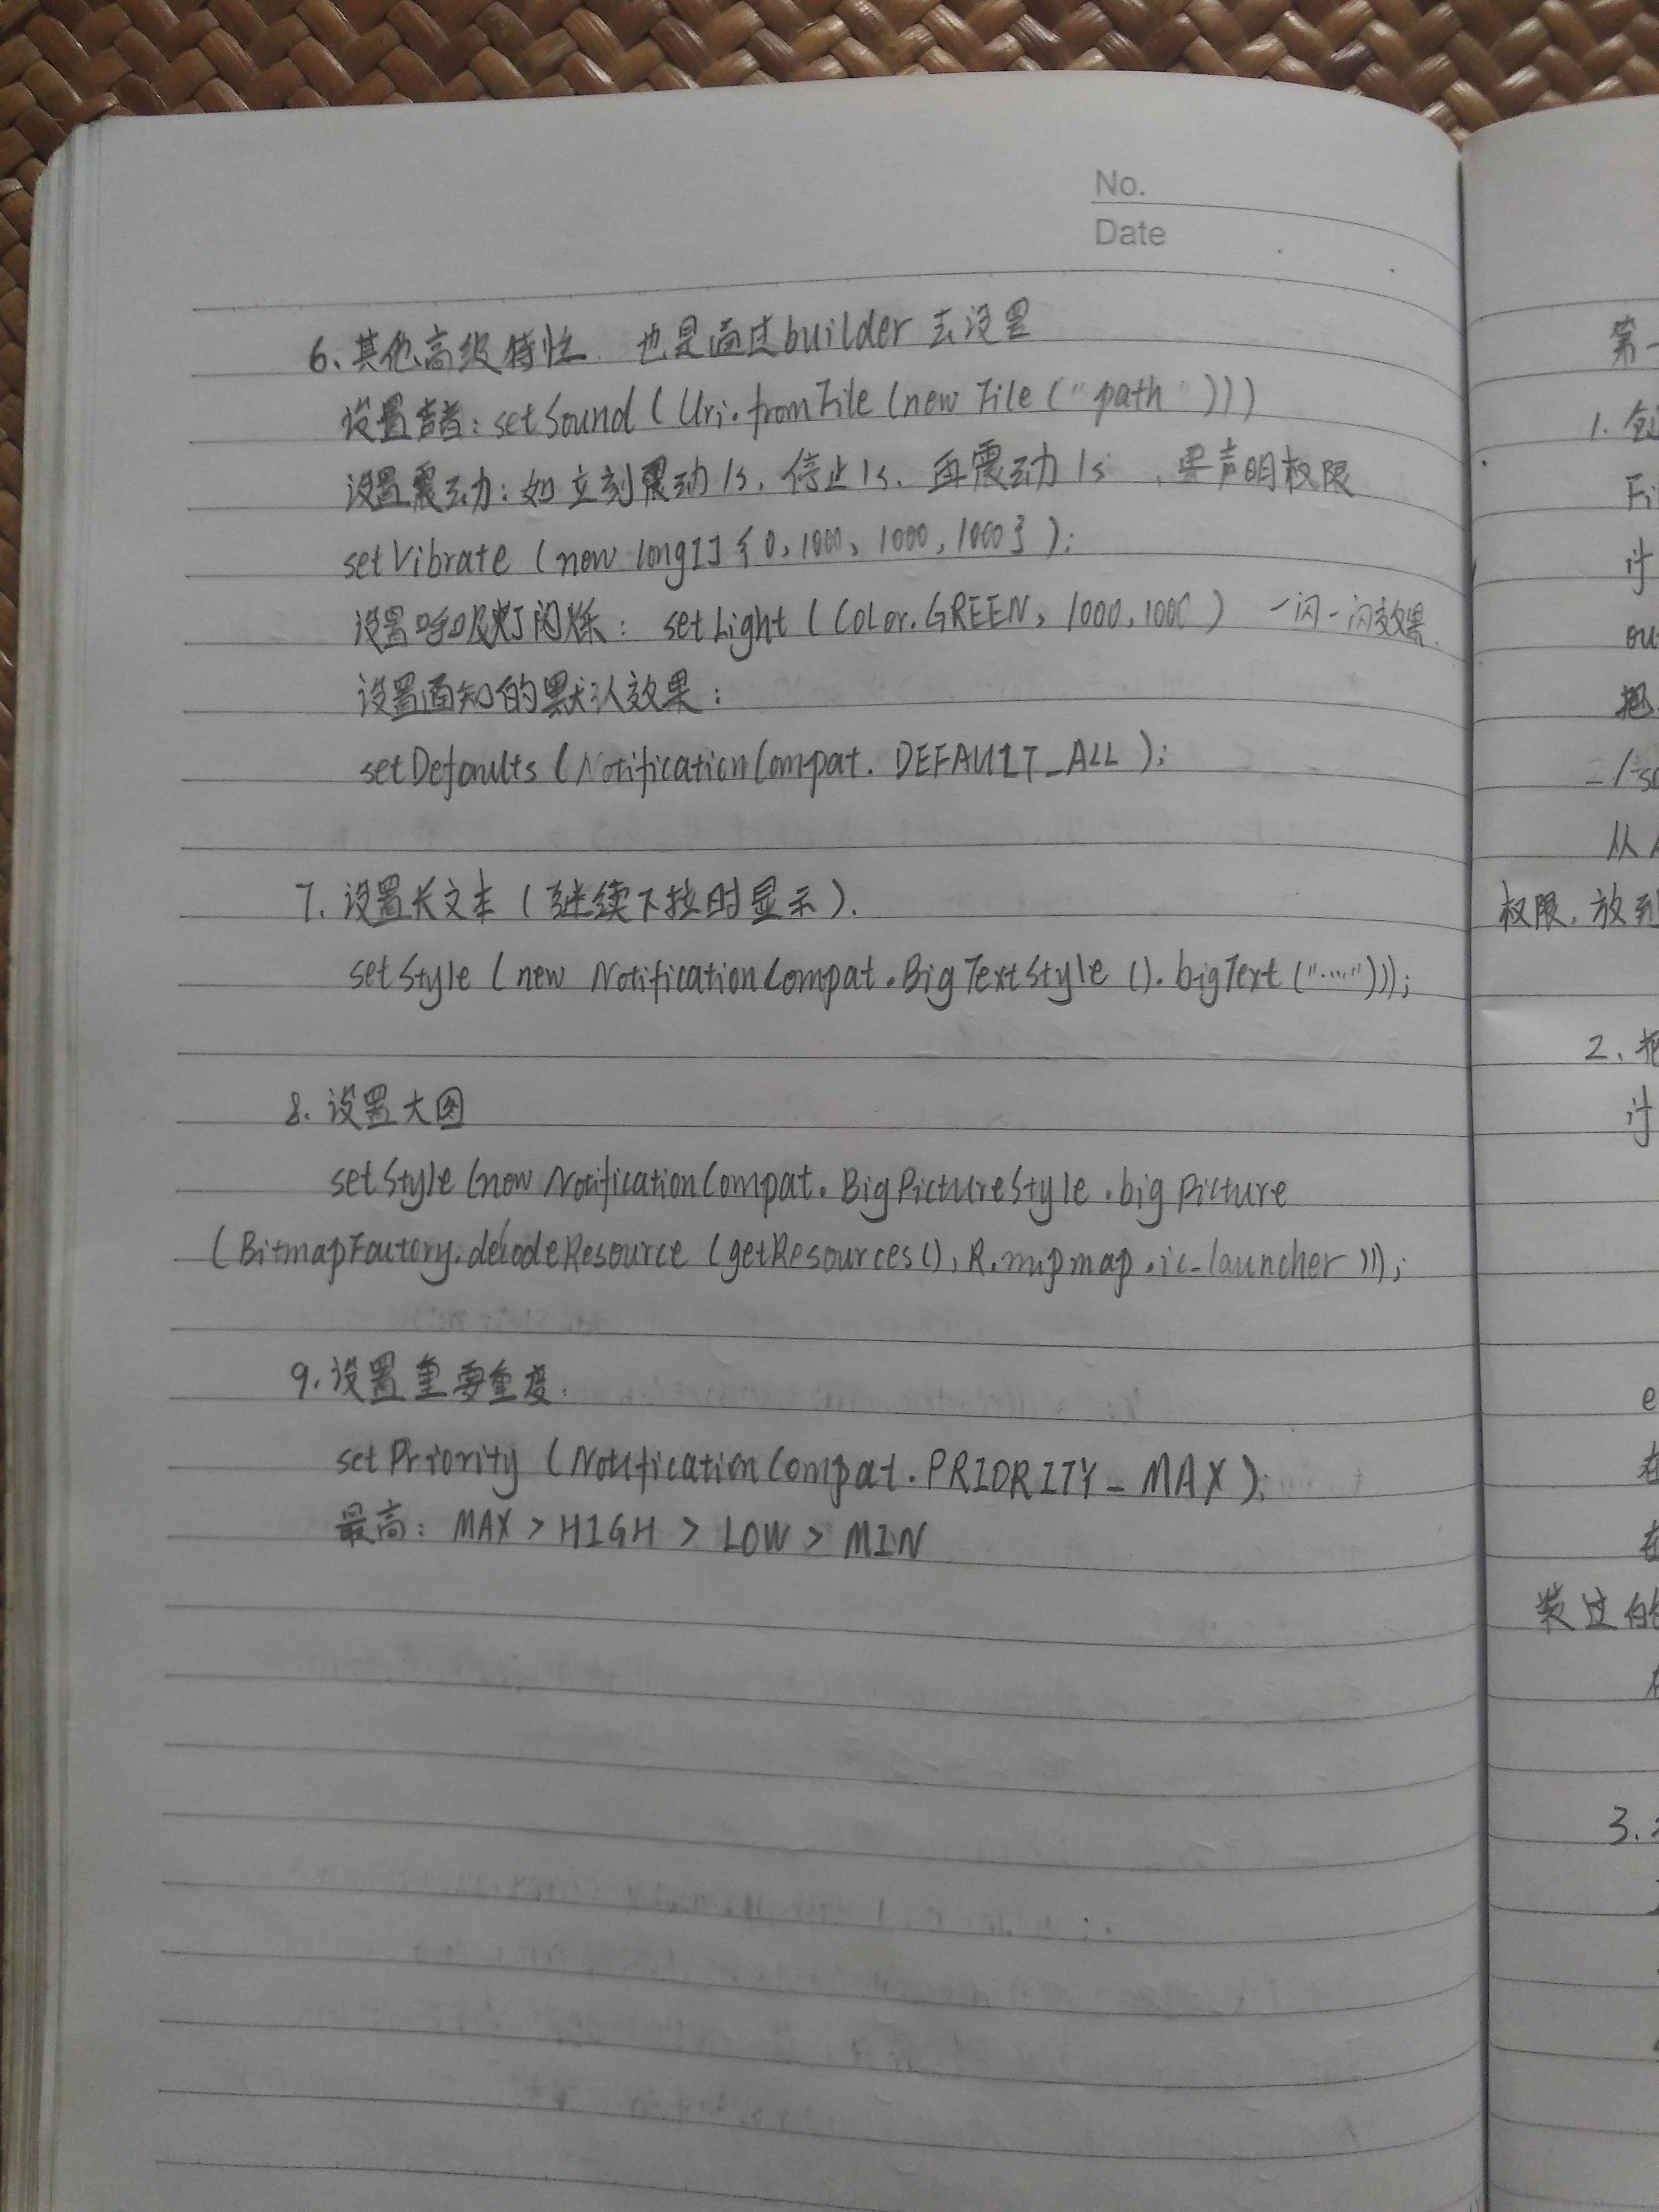 No.
Date
6、其他高级特性. 也是通过builder去设置
设置声音: setSound (Uri.fromFile (new File ("path")))
设置震动: 如立刻震动1s, 停止1s, 再震动1s , 要声明权限
setVibrate (new long[] {0, 1000, 1000, 1000} );
设置呼吸灯闪烁: setLight (Color.GREEN, 1000, 1000) 一闪一闪效果
设置通知的默认效果:
setDefaults (NotificationCompat. DEFAULT_ALL );
7. 设置长文本 (继续下拉时显示).
setStyle (new NotificationCompat.BigTextStyle (). bigText ("....."));
8. 设置大图
setStyle (new NotificationCompat. BigPictureStyle .bigPicture
(BitmapFactory.decodeResource (getResources(), R.mipmap.ic_launcher )));
9. 设置重要重度.
setPriority (NotificationCompat.PRIORITY_MAX );
最高: MAX > HIGH > LOW > MIN
第一
1. 创
Fi
ou
把
从
权限, 放到
2、把
e
在
在
装过的
3.